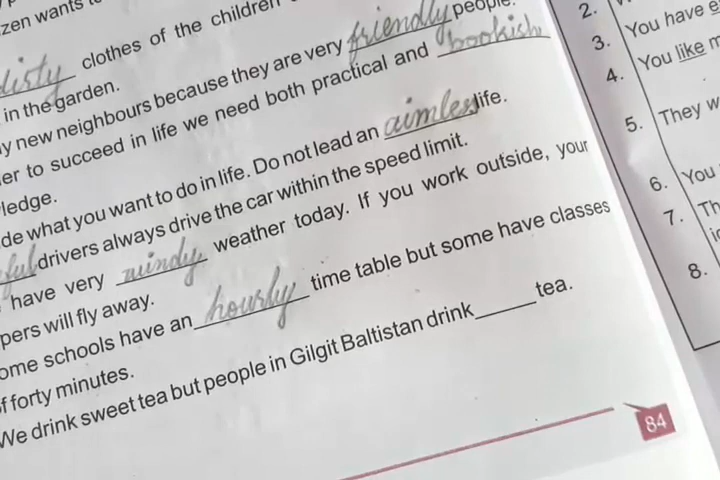 zen wants
clothes of the children
in the garden.
y new neighbours because they are very friendly people.
er to succeed in life we need both practical and bookish
ledge.
de what you want to do in life. Do not lead an aimless life.
ful drivers always drive the car within the speed limit.
have very windy weather today. If you work outside, your
pers will fly away.
ome schools have an hourly time table but some have classes
f forty minutes.
We drink sweet tea but people in Gilgit Baltistan drink______tea.
84
2.
3. You have e
4. You like m
5. They w
6. You
7. Th
8.